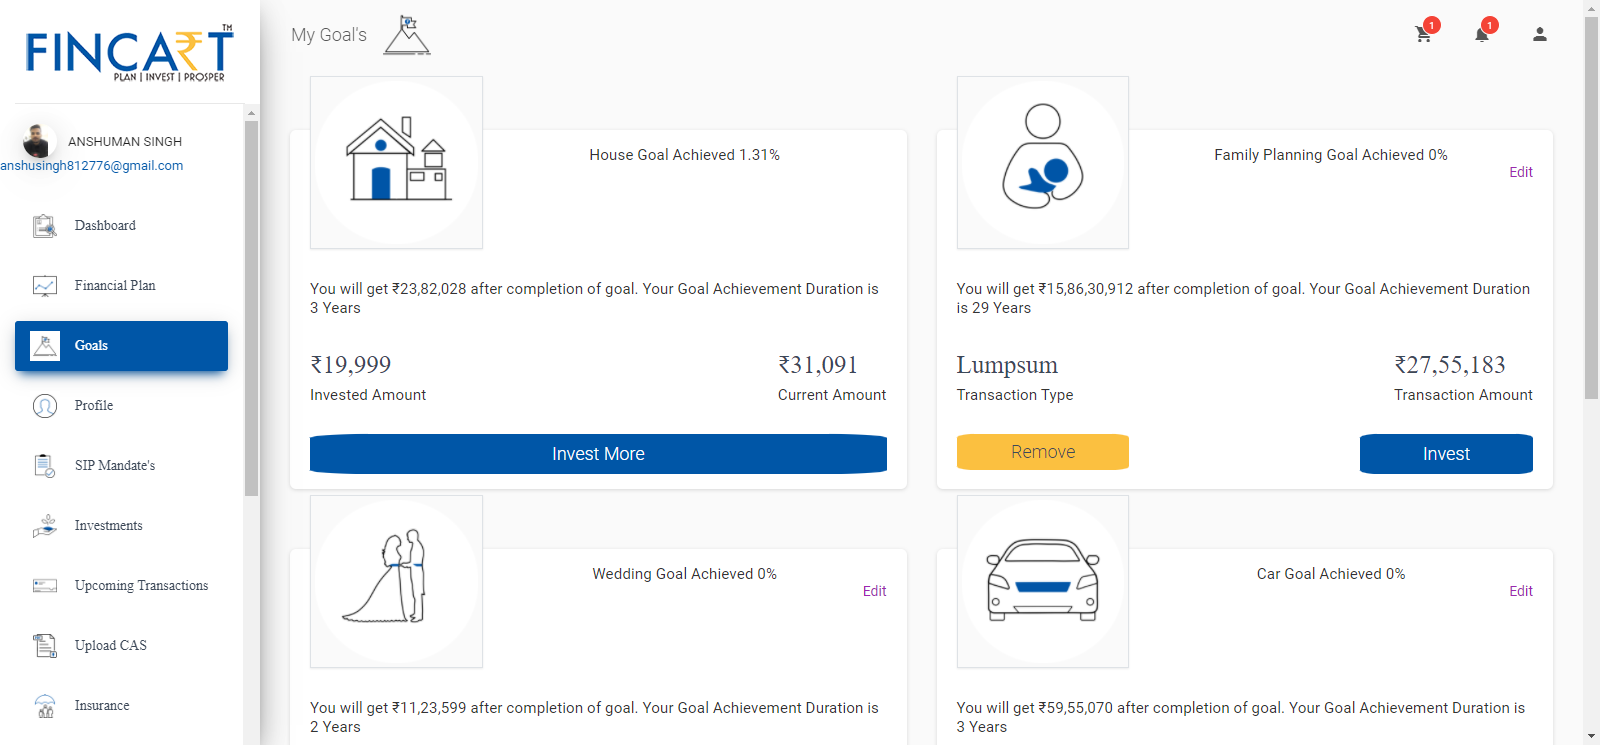 FINCART
TM
PLAN | INVEST | PROSPER
My Goal's
1
1
ANSHUMAN SINGH
anshusingh812776@gmail.com
Dashboard
Financial Plan
Goals
Profile
SIP Mandate's
Investments
Upcoming Transactions
Upload CAS
Insurance
House Goal Achieved 1.31%
You will get ₹23,82,028 after completion of goal. Your Goal Achievement Duration is
3 Years
₹19,999
Invested Amount
₹31,091
Current Amount
Invest More
Family Planning Goal Achieved 0%
Edit
You will get ₹15,86,30,912 after completion of goal. Your Goal Achievement Duration
is 29 Years
Lumpsum
Transaction Type
₹27,55,183
Transaction Amount
Remove
Invest
Wedding Goal Achieved 0%
Edit
You will get ₹11,23,599 after completion of goal. Your Goal Achievement Duration is
2 Years
Car Goal Achieved 0%
Edit
You will get ₹59,55,070 after completion of goal. Your Goal Achievement Duration is
3 Years